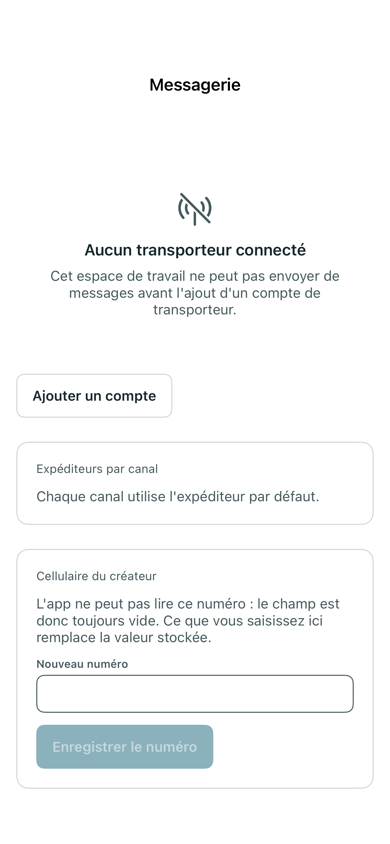 Messagerie
Aucun transporteur connecté
Cet espace de travail ne peut pas envoyer de
messages avant l'ajout d'un compte de
transporteur.
Ajouter un compte
Expéditeurs par canal
Chaque canal utilise l'expéditeur par défaut.
Cellulaire du créateur
L'app ne peut pas lire ce numéro : le champ est
donc toujours vide. Ce que vous saisissez ici
remplace la valeur stockée.
Nouveau numéro
Enregistrer le numéro